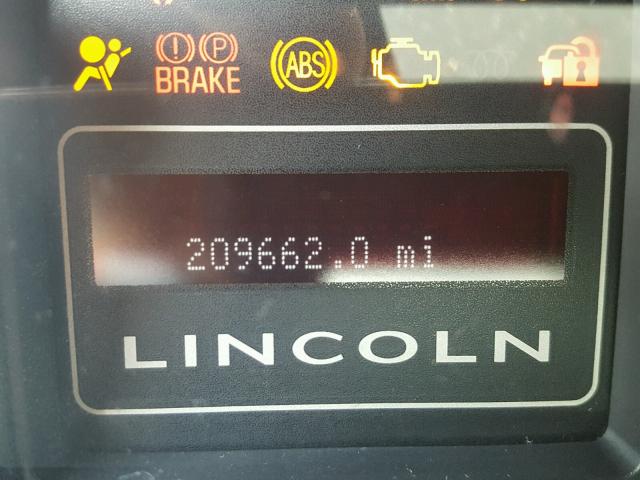 (!) (P)
BRAKE
ABS
209662.0 mi
LINCOLN